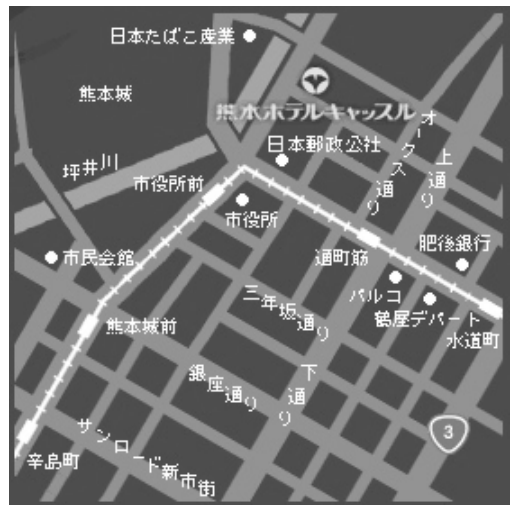 日本たばこ産業
熊本城
熊本ホテルキャッスル
オークス通り
上通り
日本郵政公社
坪井川
市役所前
市役所
通町筋
肥後銀行
市民会館
パルコ
鶴屋デパート
水道町
三年坂通り
熊本城前
銀座通り
下通り
3
サンロード新市街
辛島町